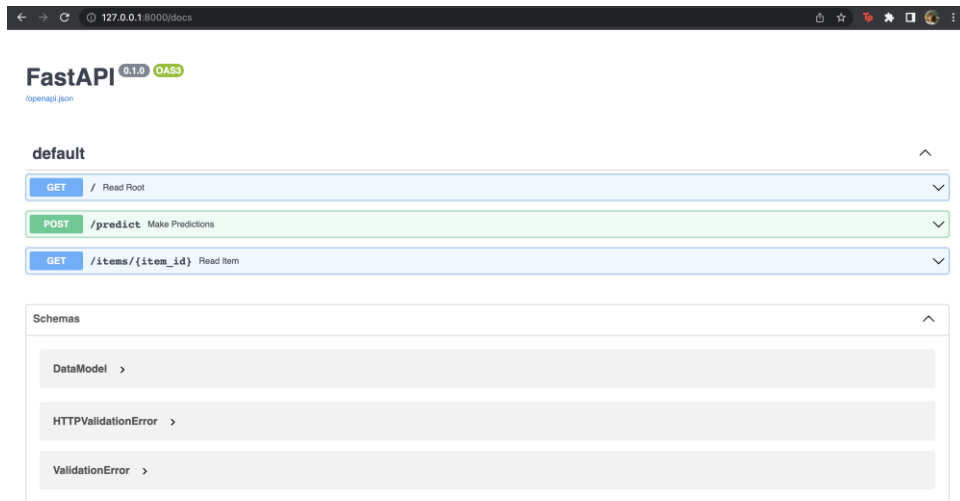 127.0.0.1:8000/docs
FastAPI 0.1.0 OAS3
/openapi.json
default
GET / Read Root
POST /predict Make Predictions
GET /items/{item_id} Read Item
Schemas
DataModel
HTTPValidationError
ValidationError